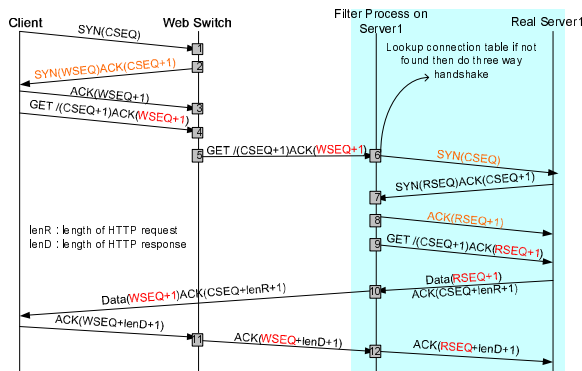 Client
Web Switch
Filter Process on
Server1
Real Server1
SYN(CSEQ)
1
Lookup connection table if not
found then do three way
handshake
2
SYN(WSEQ)ACK(CSEQ+1)
ACK(WSEQ+1)
3
GET /(CSEQ+1)ACK(WSEQ+1)
4
5
GET /(CSEQ+1)ACK(WSEQ+1)
6
SYN(CSEQ)
SYN(RSEQ)ACK(CSEQ+1)
7
8
ACK(RSEQ+1)
9
GET /(CSEQ+1)ACK(RSEQ+1)
lenR : length of HTTP request
lenD : length of HTTP response
Data(RSEQ+1)
ACK(CSEQ+lenR+1)
10
Data(WSEQ+1)ACK(CSEQ+lenR+1)
ACK(WSEQ+lenD+1)
11
ACK(WSEQ+lenD+1)
12
ACK(RSEQ+lenD+1)